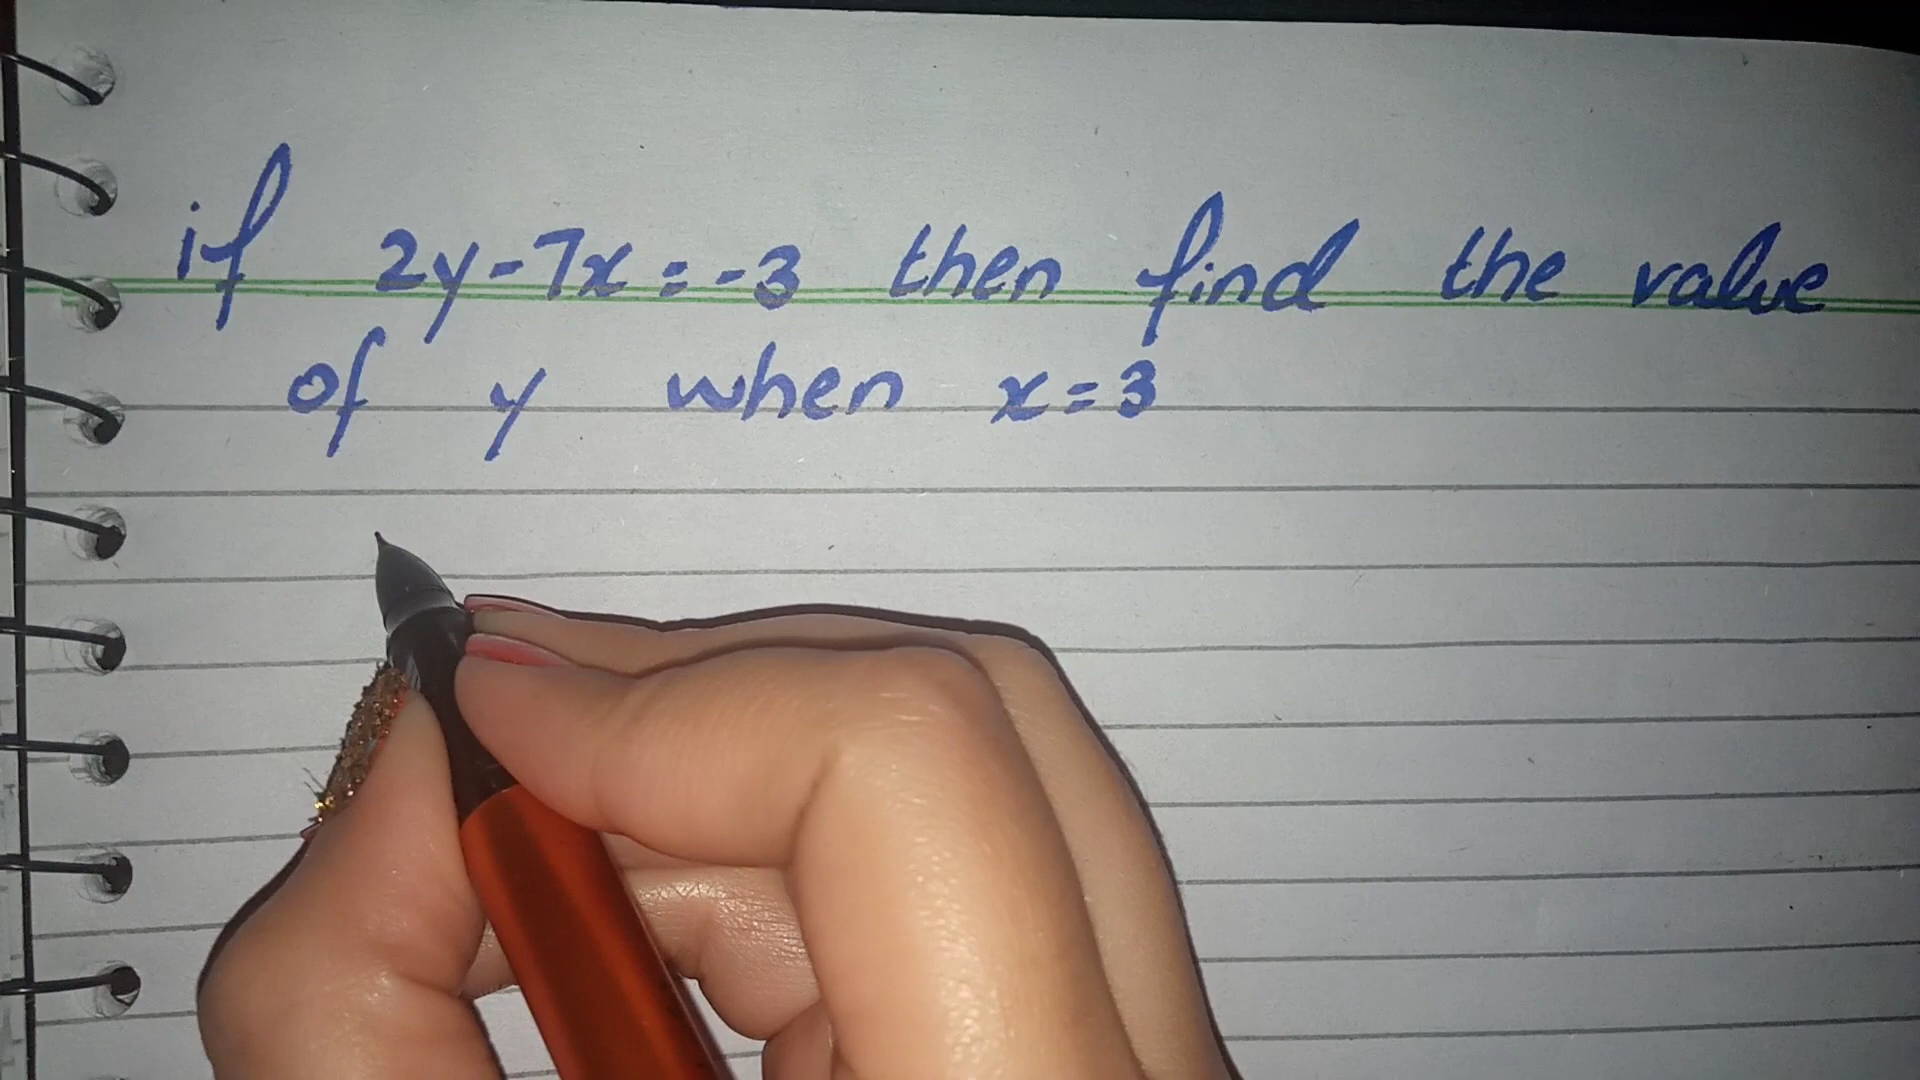 if 2y-7x=-3 then find the value
of y when x=3